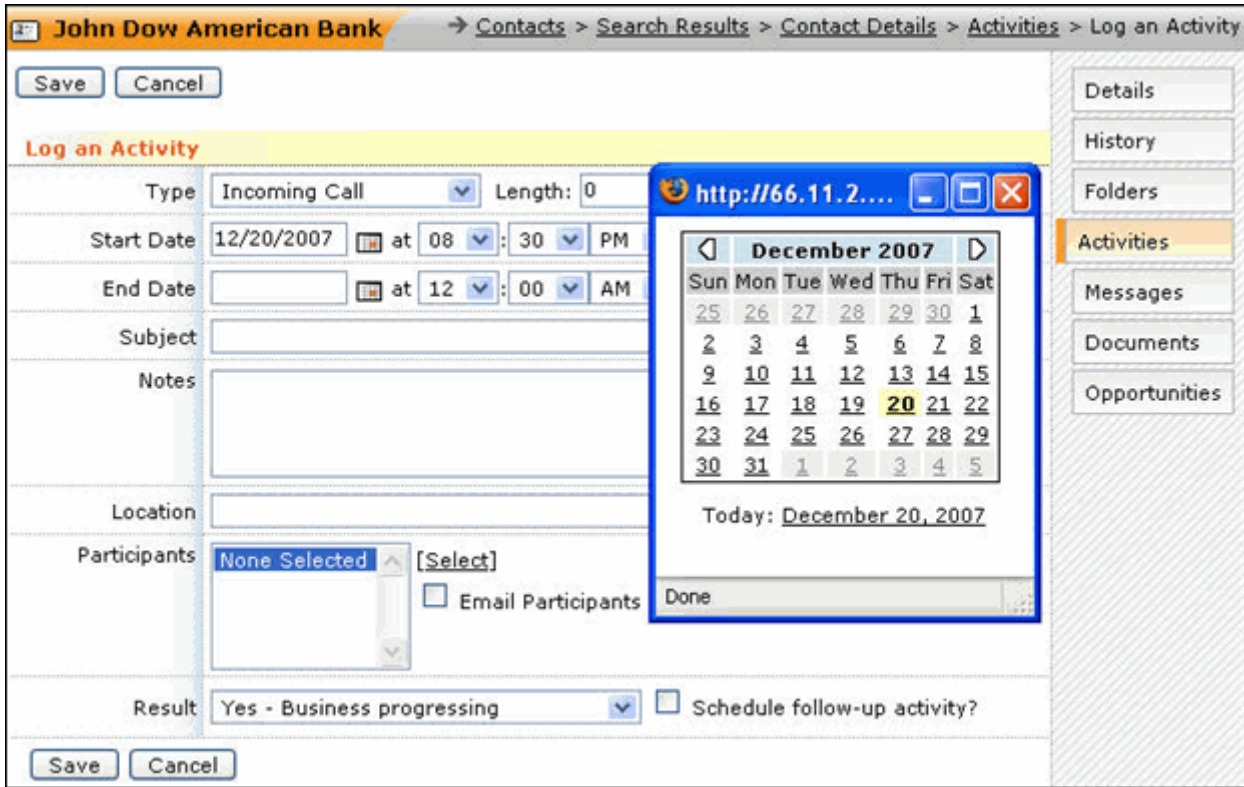 John Dow American Bank → Contacts > Search Results > Contact Details > Activities > Log an Activity
Save Cancel
Log an Activity
Type Incoming Call Length: 0
Start Date 12/20/2007 at 08 : 30 PM
End Date at 12 : 00 AM
Subject
Notes
Location
Participants None Selected [Select]
Email Participants
Result Yes - Business progressing Schedule follow-up activity?
Save Cancel
http://66.11.2....
December 2007
Sun Mon Tue Wed Thu Fri Sat
25 26 27 28 29 30 1
2 3 4 5 6 7 8
9 10 11 12 13 14 15
16 17 18 19 20 21 22
23 24 25 26 27 28 29
30 31 1 2 3 4 5
Today: December 20, 2007
Done
Details
History
Folders
Activities
Messages
Documents
Opportunities